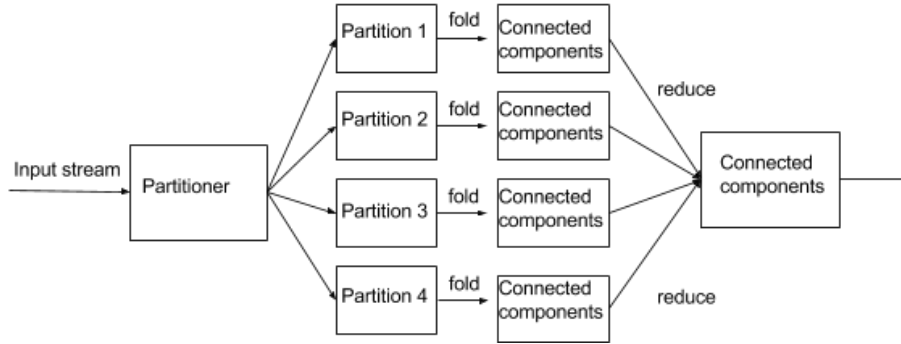 Input stream
Partitioner
Partition 1
fold
Connected
components
Partition 2
fold
Connected
components
Partition 3
fold
Connected
components
Partition 4
fold
Connected
components
reduce
reduce
Connected
components